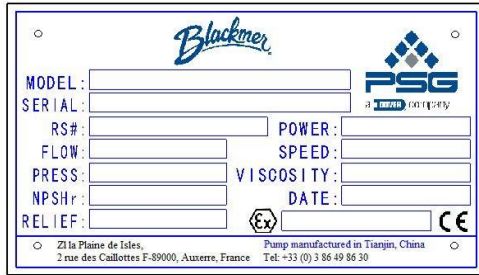 Blackmer
PSG
a DOVER company
MODEL:
SERIAL:
RS#: POWER:
FLOW: SPEED:
PRESS: VISCOSITY:
NPSHr: DATE:
RELIEF: Ex CE
ZI la Plaine de Isles, Pump manufactured in Tianjin, China
2 rue des Caillottes F-89000, Auxerre, France Tel: +33 (0) 3 86 49 86 30